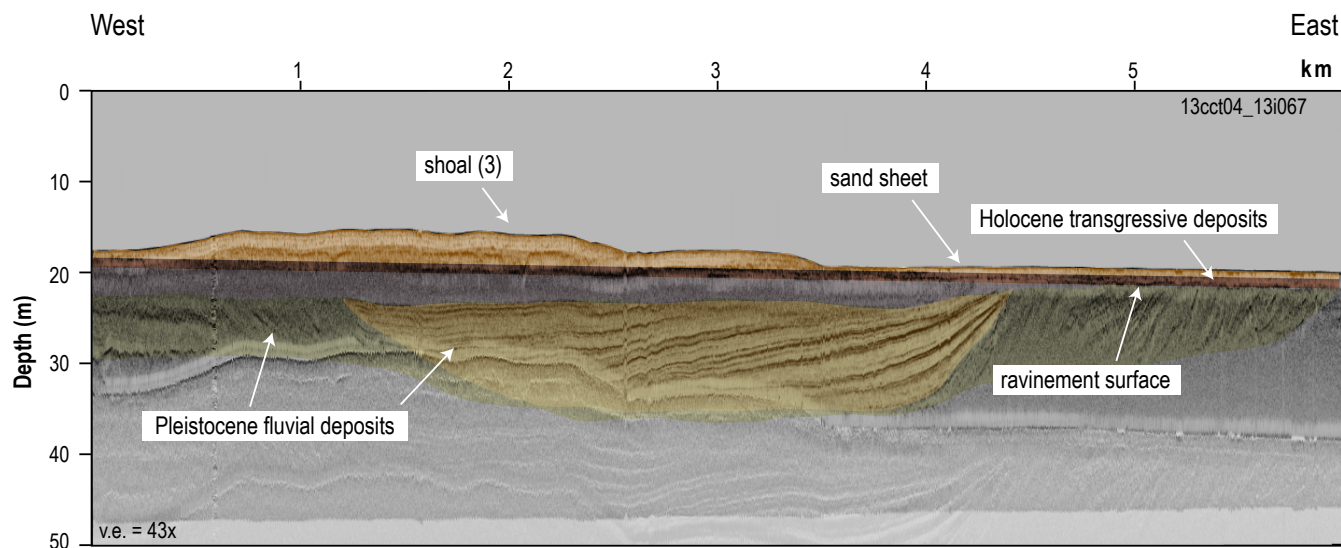 West
East
1 2 3 4 5 km
0
13cct04_13i067
10
shoal (3)
sand sheet
Holocene transgressive deposits
20
Depth (m)
30
ravinement surface
Pleistocene fluvial deposits
40
v.e. = 43x
50